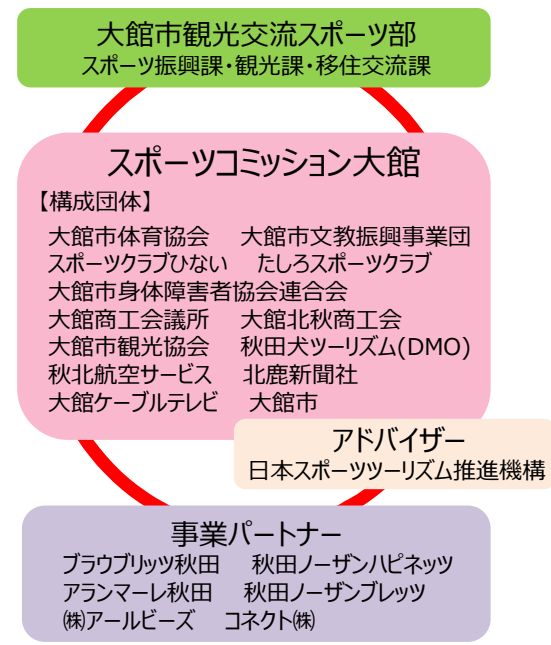 大館市観光交流スポーツ部
スポーツ振興課・観光課・移住交流課
スポーツコミッション大館
【構成団体】
大館市体育協会 大館市文教振興事業団
スポーツクラブひない たしろスポーツクラブ
大館市身体障害者協会連合会
大館商工会議所 大館北秋商工会
大館市観光協会 秋田犬ツーリズム(DMO)
秋北航空サービス 北鹿新聞社
大館ケーブルテレビ 大館市
アドバイザー
日本スポーツツーリズム推進機構
事業パートナー
ブラウブリッツ秋田 秋田ノーザンハピネッツ
アランマーレ秋田 秋田ノーザンブレッツ
㈱アールビーズ コネクト㈱